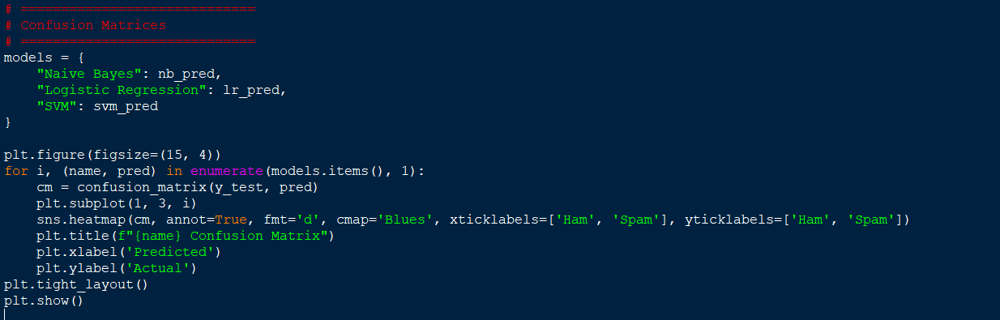 # =============================
# Confusion Matrices
# =============================
models = {
    "Naive Bayes": nb_pred,
    "Logistic Regression": lr_pred,
    "SVM": svm_pred
}

plt.figure(figsize=(15, 4))
for i, (name, pred) in enumerate(models.items(), 1):
    cm = confusion_matrix(y_test, pred)
    plt.subplot(1, 3, i)
    sns.heatmap(cm, annot=True, fmt='d', cmap='Blues', xticklabels=['Ham', 'Spam'], yticklabels=['Ham', 'Spam'])
    plt.title(f"{name} Confusion Matrix")
    plt.xlabel('Predicted')
    plt.ylabel('Actual')
plt.tight_layout()
plt.show()